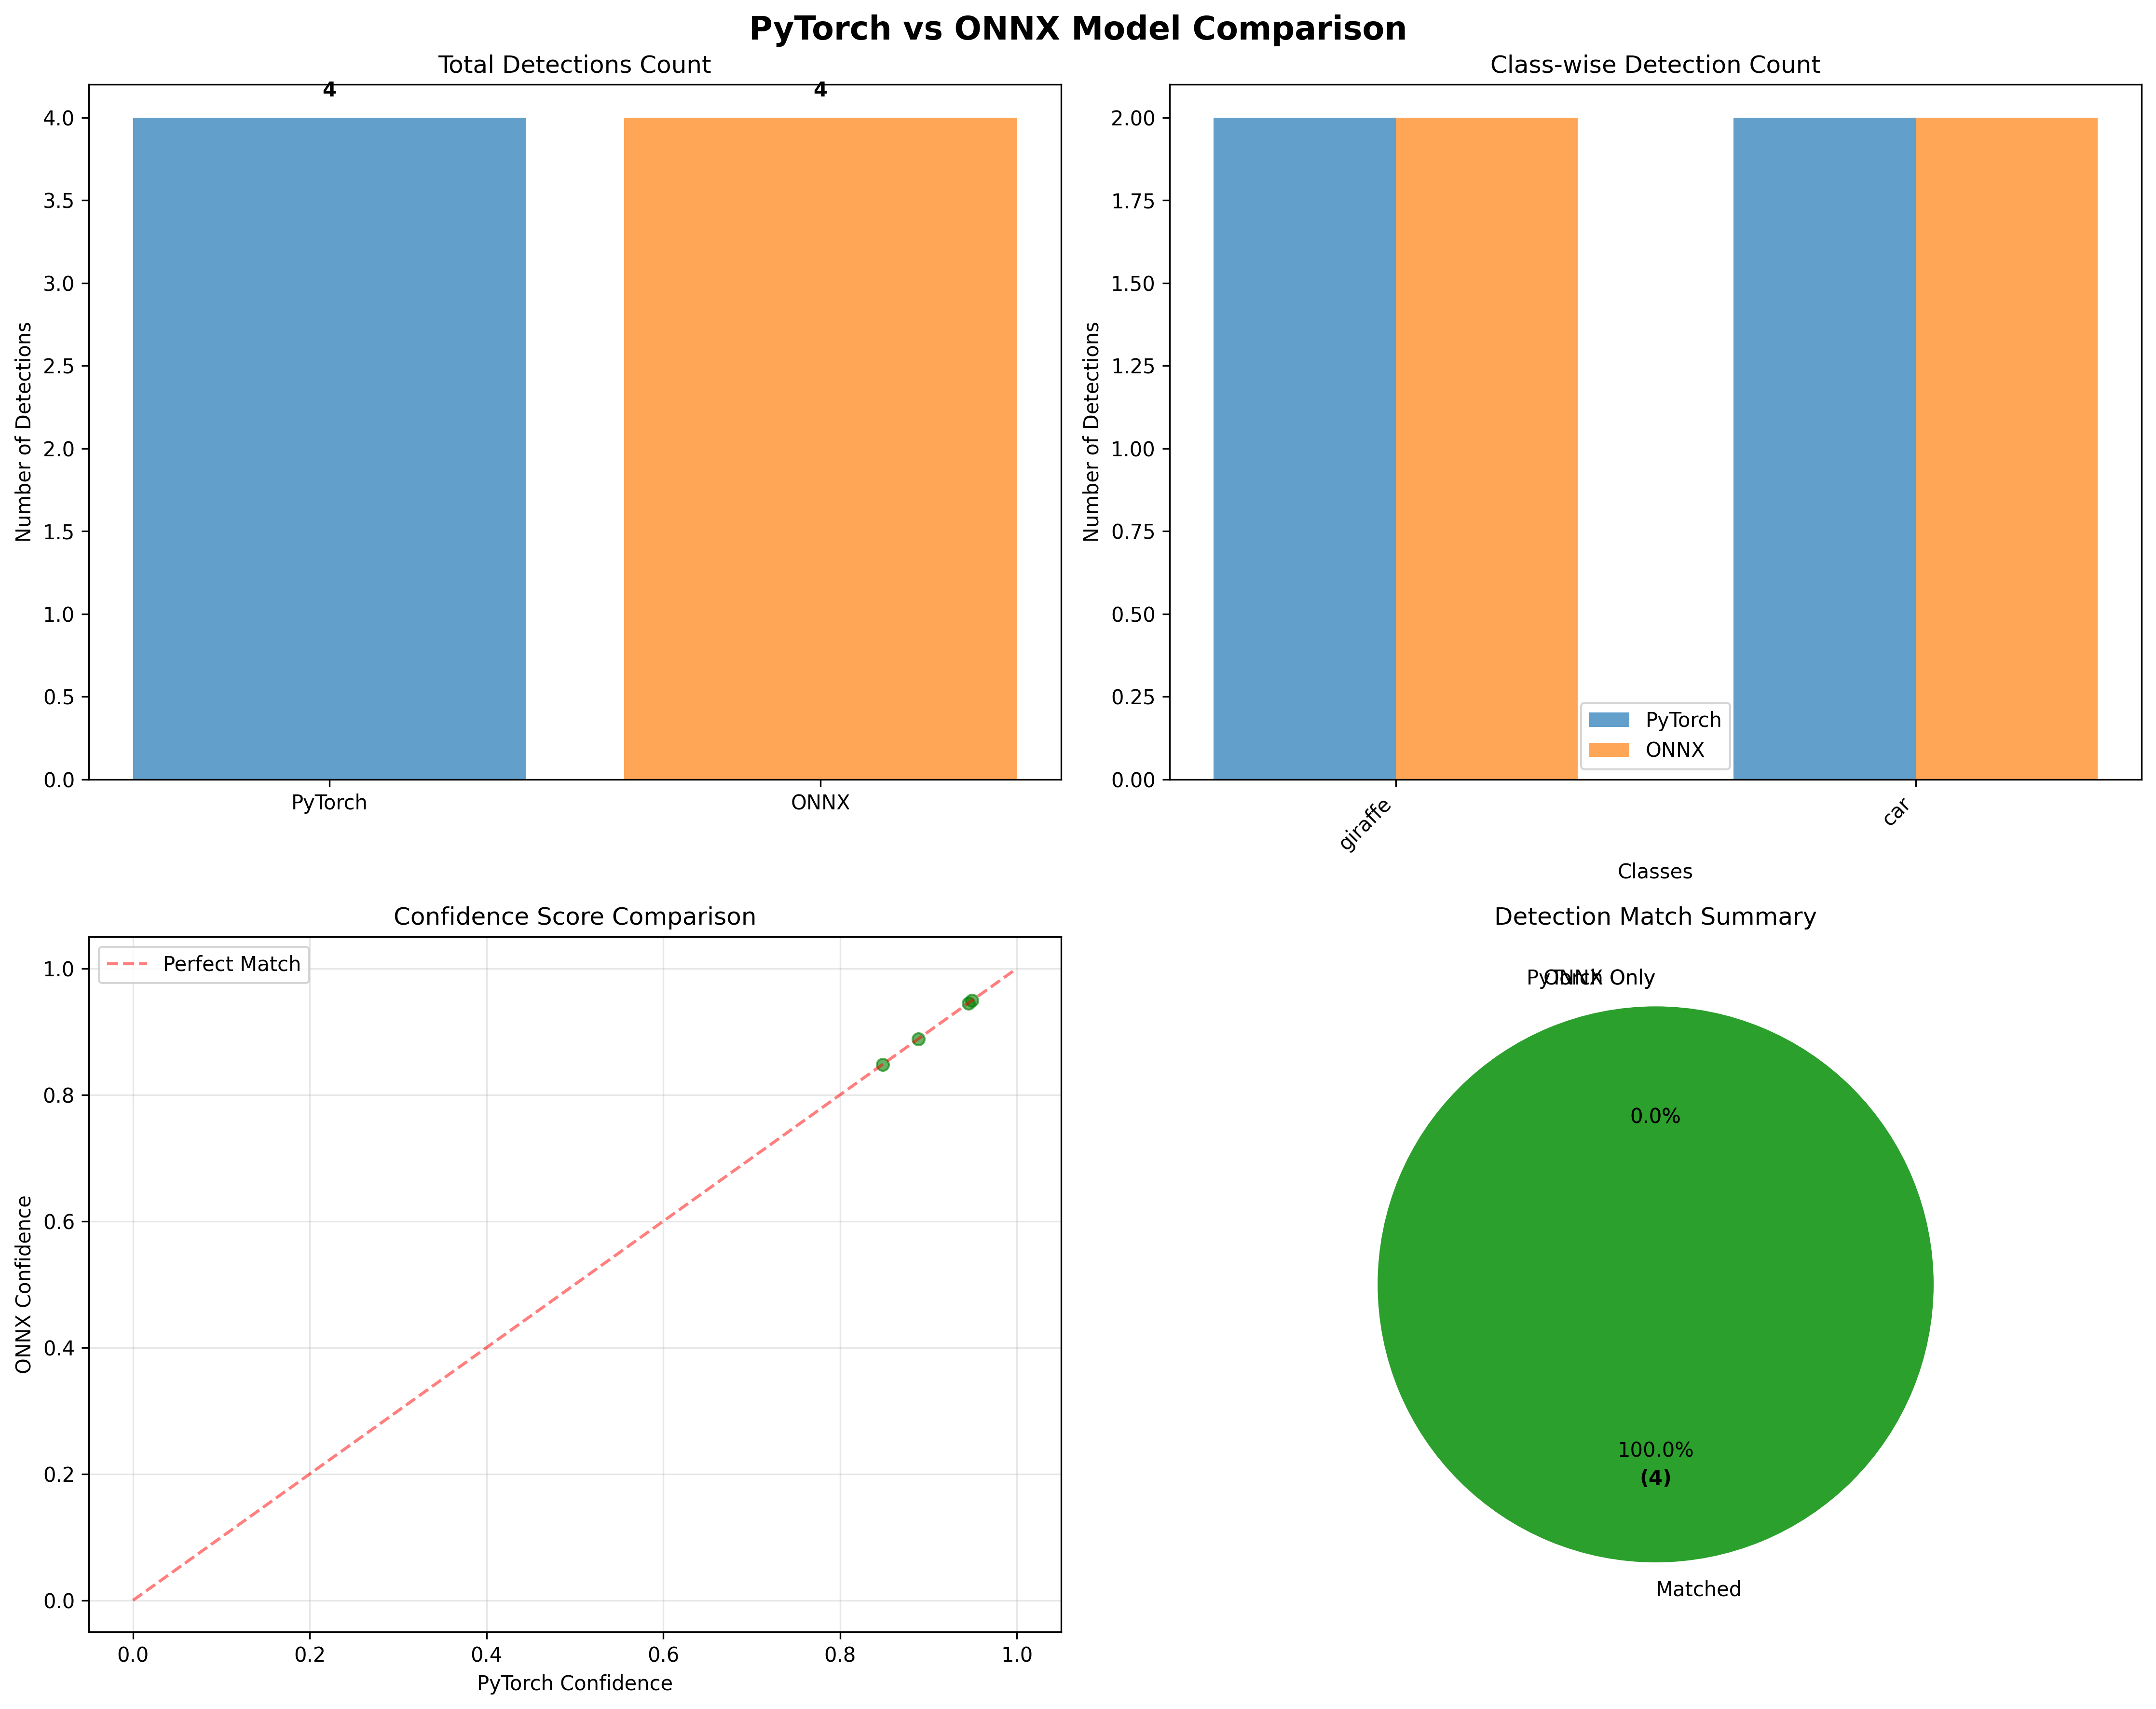 PyTorch vs ONNX Model Comparison
Total Detections Count
4
4
4.0
3.5
3.0
2.5
2.0
1.5
1.0
0.5
0.0
Number of Detections
PyTorch
ONNX
Class-wise Detection Count
2.00
1.75
1.50
1.25
1.00
0.75
0.50
0.25
0.00
Number of Detections
PyTorch
ONNX
giraffe
car
Classes
Confidence Score Comparison
Perfect Match
1.0
0.8
0.6
0.4
0.2
0.0
ONNX Confidence
0.0
0.2
0.4
0.6
0.8
1.0
PyTorch Confidence
Detection Match Summary
PyTorch Only
ONNX Only
0.0%
100.0%
(4)
Matched